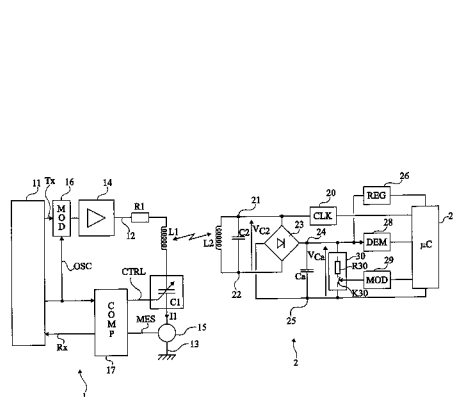 11
Tx
16
MOD
14
R1
12
L1
L2
OSC
CTRL
C1
COMP
MES
I1
15
13
Rx
17
1
21
C2
VC2
22
20
CLK
23
24
VCa
Ca
25
REG
26
28
DEM
30
R30
29
MOD
K30
µC
2
2